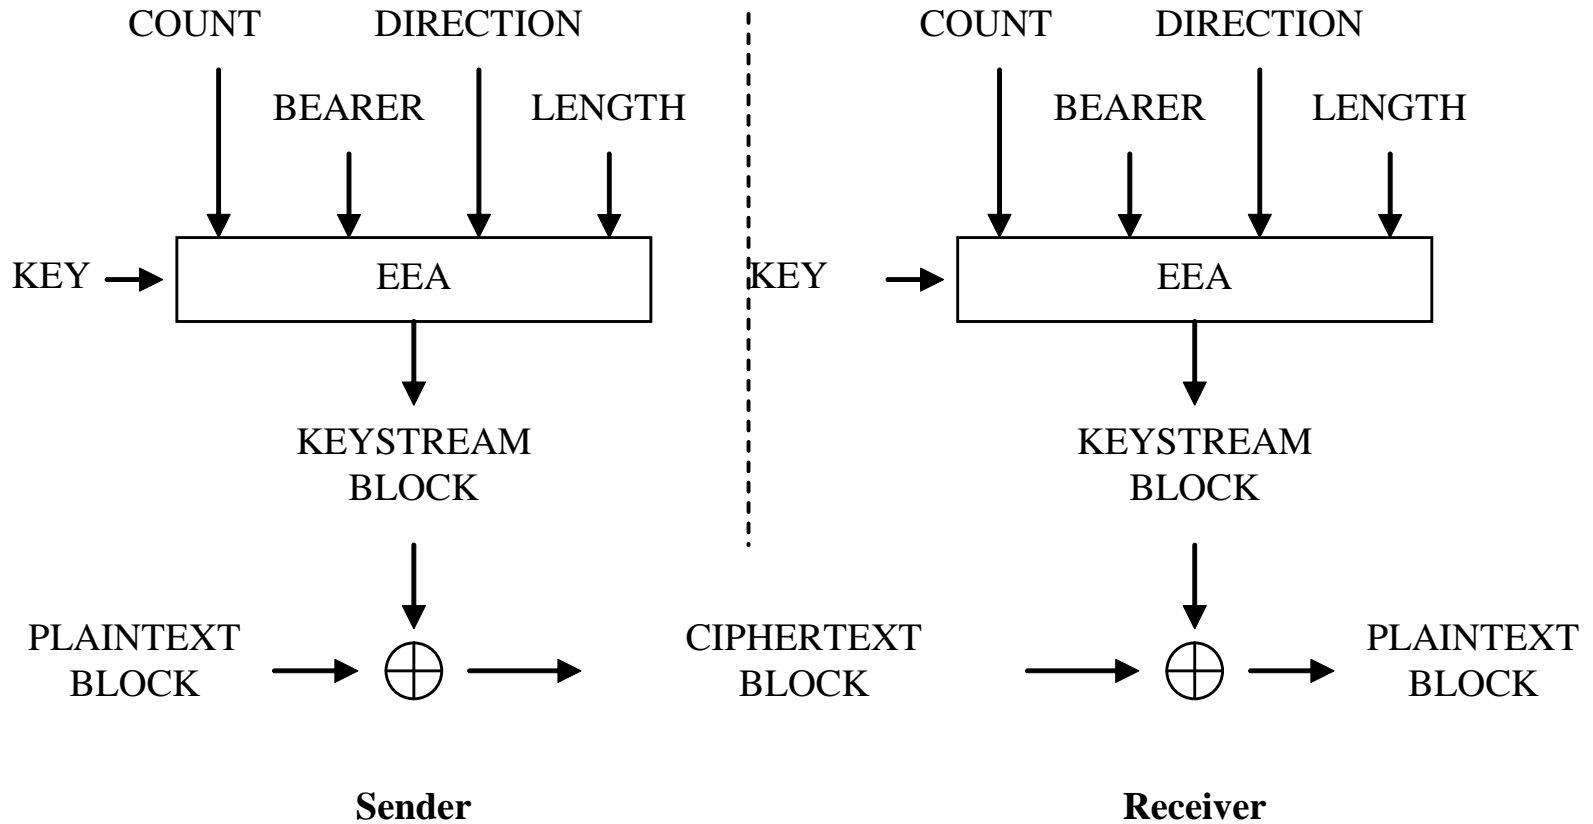 COUNT DIRECTION COUNT DIRECTION
BEARER LENGTH BEARER LENGTH
KEY EEA KEY EEA
KEYSTREAM KEYSTREAM
BLOCK BLOCK
PLAINTEXT CIPHERTEXT PLAINTEXT
BLOCK BLOCK BLOCK
Sender Receiver